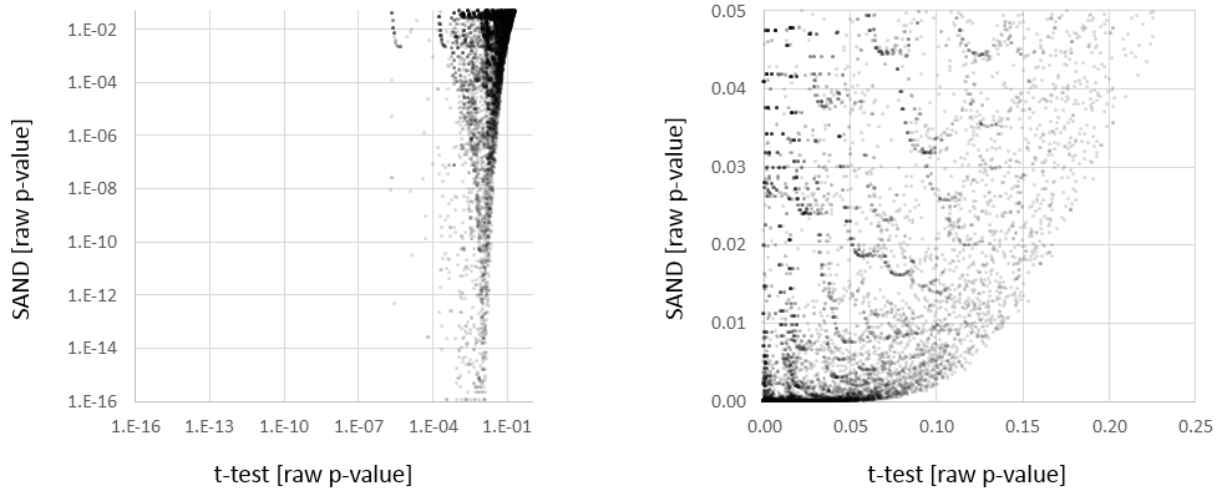 1.E-02
1.E-04
1.E-06
1.E-08
1.E-10
1.E-12
1.E-14
1.E-16
SAND [raw p-value]
1.E-16 1.E-13 1.E-10 1.E-07 1.E-04 1.E-01
t-test [raw p-value]
0.05
0.04
0.03
0.02
0.01
0.00
SAND [raw p-value]
0.00 0.05 0.10 0.15 0.20 0.25
t-test [raw p-value]